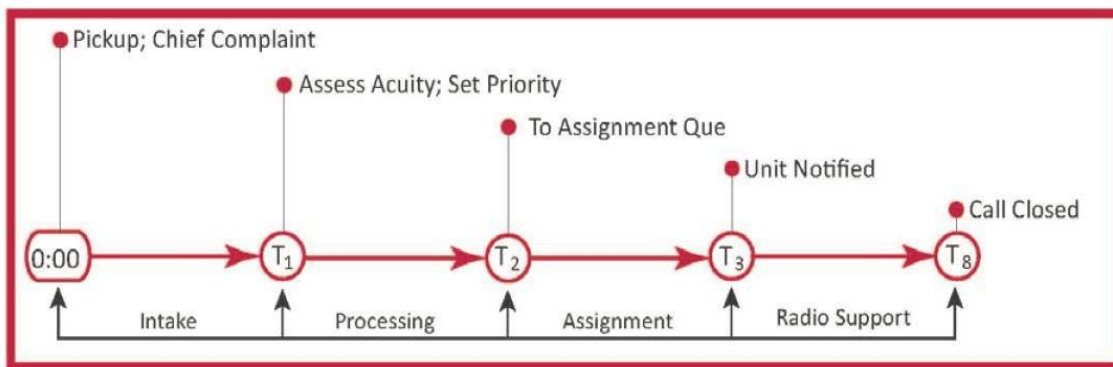 Pickup; Chief Complaint
Assess Acuity; Set Priority
To Assignment Que
Unit Notified
Call Closed
0:00 T1 T2 T3 T8
Intake Processing Assignment Radio Support